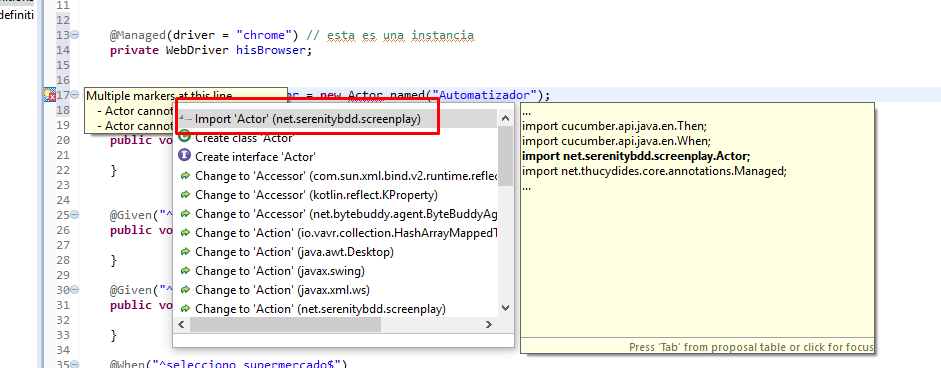 definiti
11
12
13 @Managed(driver = "chrome") // esta es una instancia
14 private WebDriver hisBrowser;
15
16
17 = new Actor named("Automatizador");
Multiple markers at this line
18 - Actor cannot
19 - Actor cannot
20 public vo
21
22 }
23
24
25 @Given("^
26 public vo
27
28 }
29
30 @Given("^
31 public vo
32
33 }
34
35 @When("^selecciono supermercado$")
Import 'Actor' (net.serenitybdd.screenplay)
Create class 'Actor'
Create interface 'Actor'
Change to 'Accessor' (com.sun.xml.bind.v2.runtime.reflec
Change to 'Accessor' (kotlin.reflect.KProperty)
Change to 'Accessor' (net.bytebuddy.agent.ByteBuddyAg
Change to 'Action' (io.vavr.collection.HashArrayMappedT
Change to 'Action' (java.awt.Desktop)
Change to 'Action' (javax.swing)
Change to 'Action' (javax.xml.ws)
Change to 'Action' (net.serenitybdd.screenplay)
...
import cucumber.api.java.en.Then;
import cucumber.api.java.en.When;
import net.serenitybdd.screenplay.Actor;
import net.thucydides.core.annotations.Managed;
...
Press 'Tab' from proposal table or click for focus